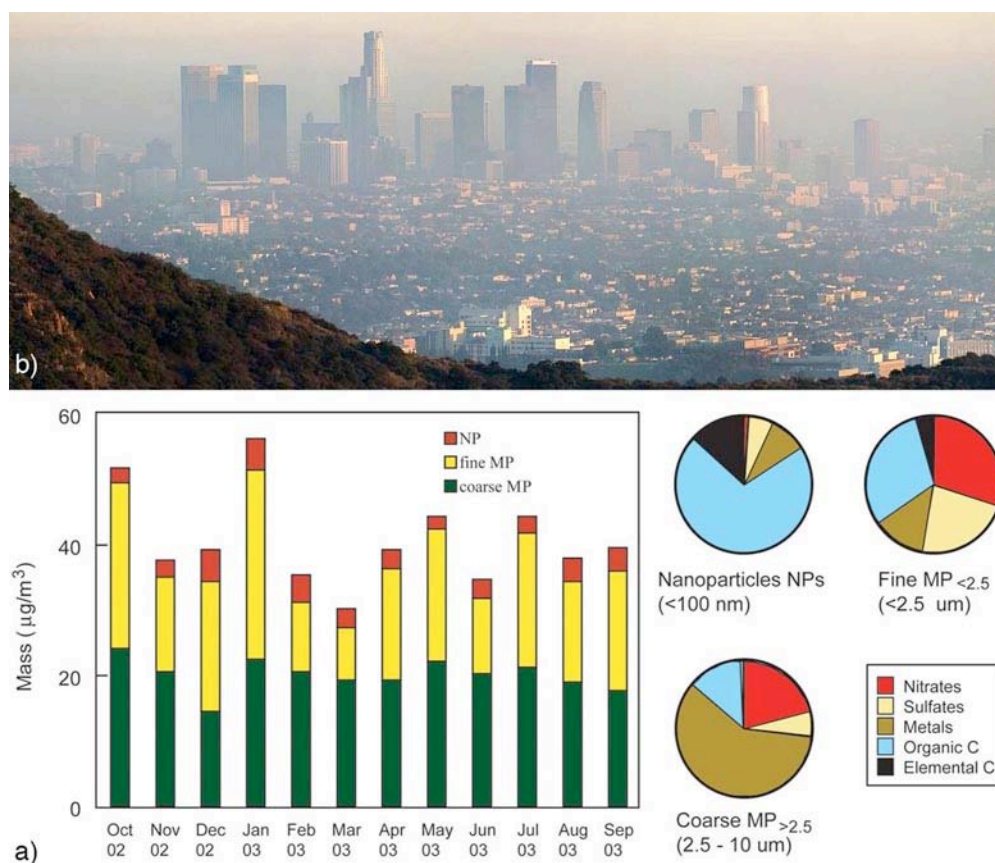 b)
60
40
20
0
Mass (µg/m³)
NP
fine MP
coarse MP
Oct Nov Dec Jan Feb Mar Apr May Jun Jul Aug Sep
02 02 02 03 03 03 03 03 03 03 03 03
a)
Nanoparticles NPs
(<100 nm)
Fine MP <2.5
(<2.5 um)
Coarse MP >2.5
(2.5 - 10 um)
Nitrates
Sulfates
Metals
Organic C
Elemental C